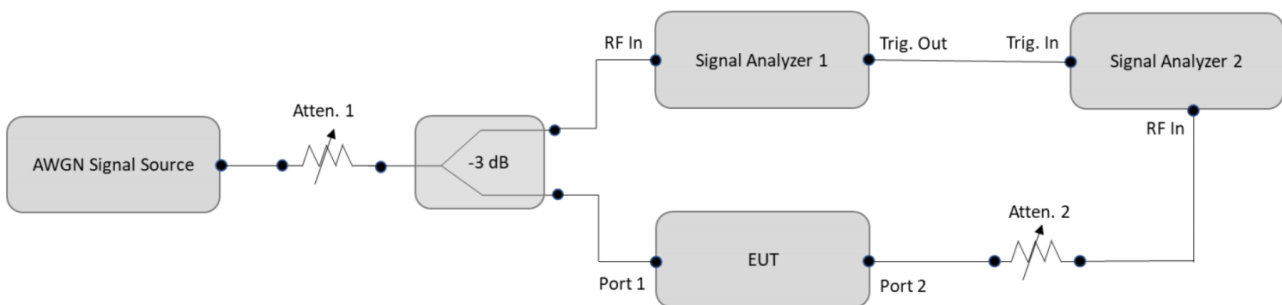 RF In
Signal Analyzer 1
Trig. Out
Trig. In
Signal Analyzer 2
Atten. 1
RF In
AWGN Signal Source
-3 dB
Atten. 2
EUT
Port 1
Port 2